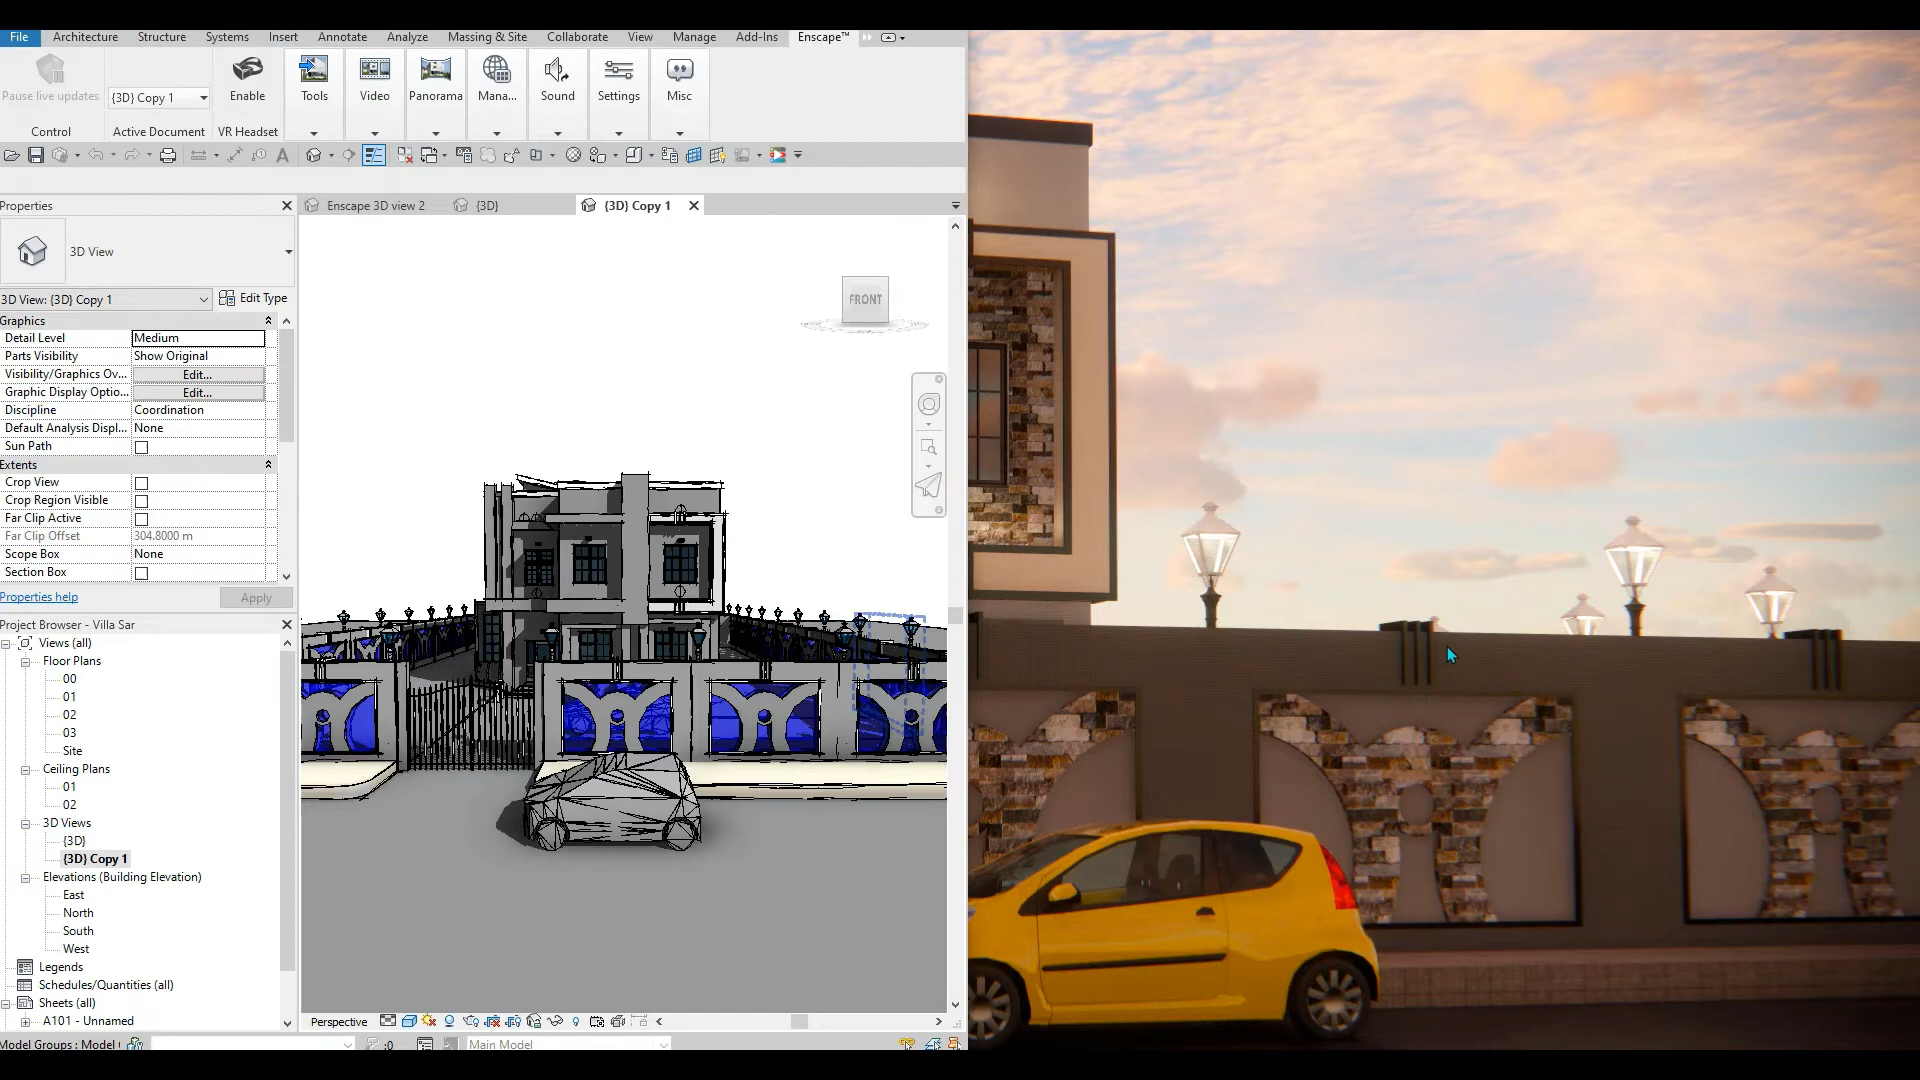 File Architecture Structure Systems Insert Annotate Analyze Massing & Site Collaborate View Manage Add-Ins Enscape™
Pause live updates {3D} Copy 1 Enable Tools Video Panorama Mana... Sound Settings Misc
Control Active Document VR Headset
Properties
Enscape 3D view 2 {3D} {3D} Copy 1
3D View
3D View: {3D} Copy 1 Edit Type
FRONT
Graphics
Detail Level Medium
Parts Visibility Show Original
Visibility/Graphics Ov... Edit...
Graphic Display Optio... Edit...
Discipline Coordination
Default Analysis Displ... None
Sun Path
Extents
Crop View
Crop Region Visible
Far Clip Active
Far Clip Offset 304.8000 m
Scope Box None
Section Box
Properties help Apply
Project Browser - Villa Sar
Views (all)
Floor Plans
00
01
02
03
Site
Ceiling Plans
01
02
3D Views
{3D}
{3D} Copy 1
Elevations (Building Elevation)
East
North
South
West
Legends
Schedules/Quantities (all)
Sheets (all)
A101 - Unnamed
Perspective
Model Groups : Model :0 Main Model